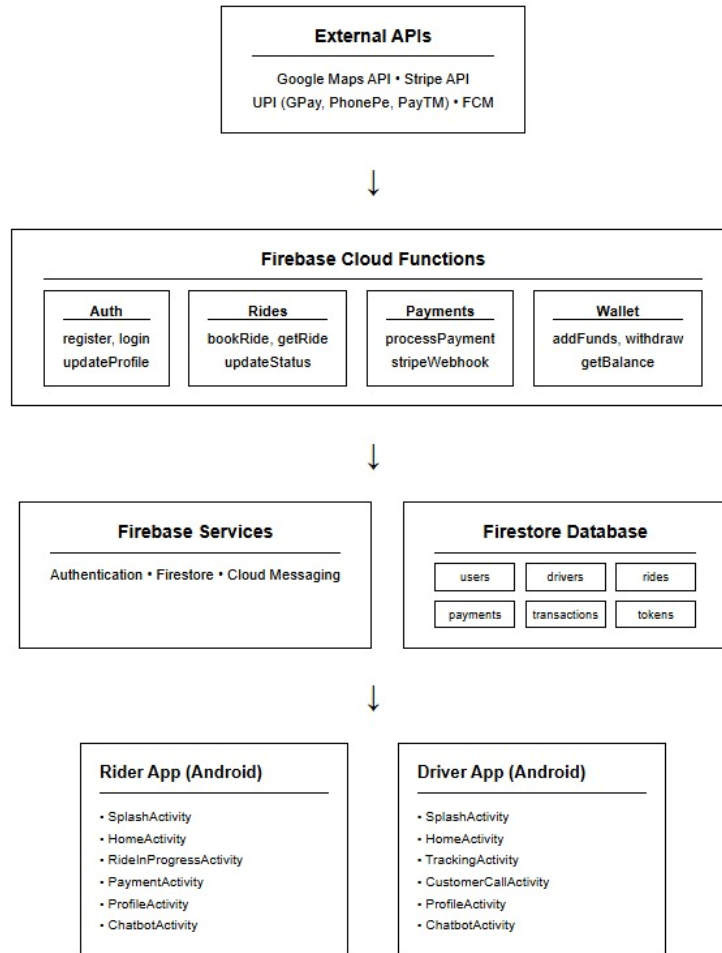 External APIs
Google Maps API • Stripe API
UPI (GPay, PhonePe, PayTM) • FCM
↓
Firebase Cloud Functions
Auth
register, login
updateProfile
Rides
bookRide, getRide
updateStatus
Payments
processPayment
stripeWebhook
Wallet
addFunds, withdraw
getBalance
↓
Firebase Services
Authentication • Firestore • Cloud Messaging
Firestore Database
users
drivers
rides
payments
transactions
tokens
↓
Rider App (Android)
• SplashActivity
• HomeActivity
• RideInProgressActivity
• PaymentActivity
• ProfileActivity
• ChatbotActivity
Driver App (Android)
• SplashActivity
• HomeActivity
• TrackingActivity
• CustomerCallActivity
• ProfileActivity
• ChatbotActivity